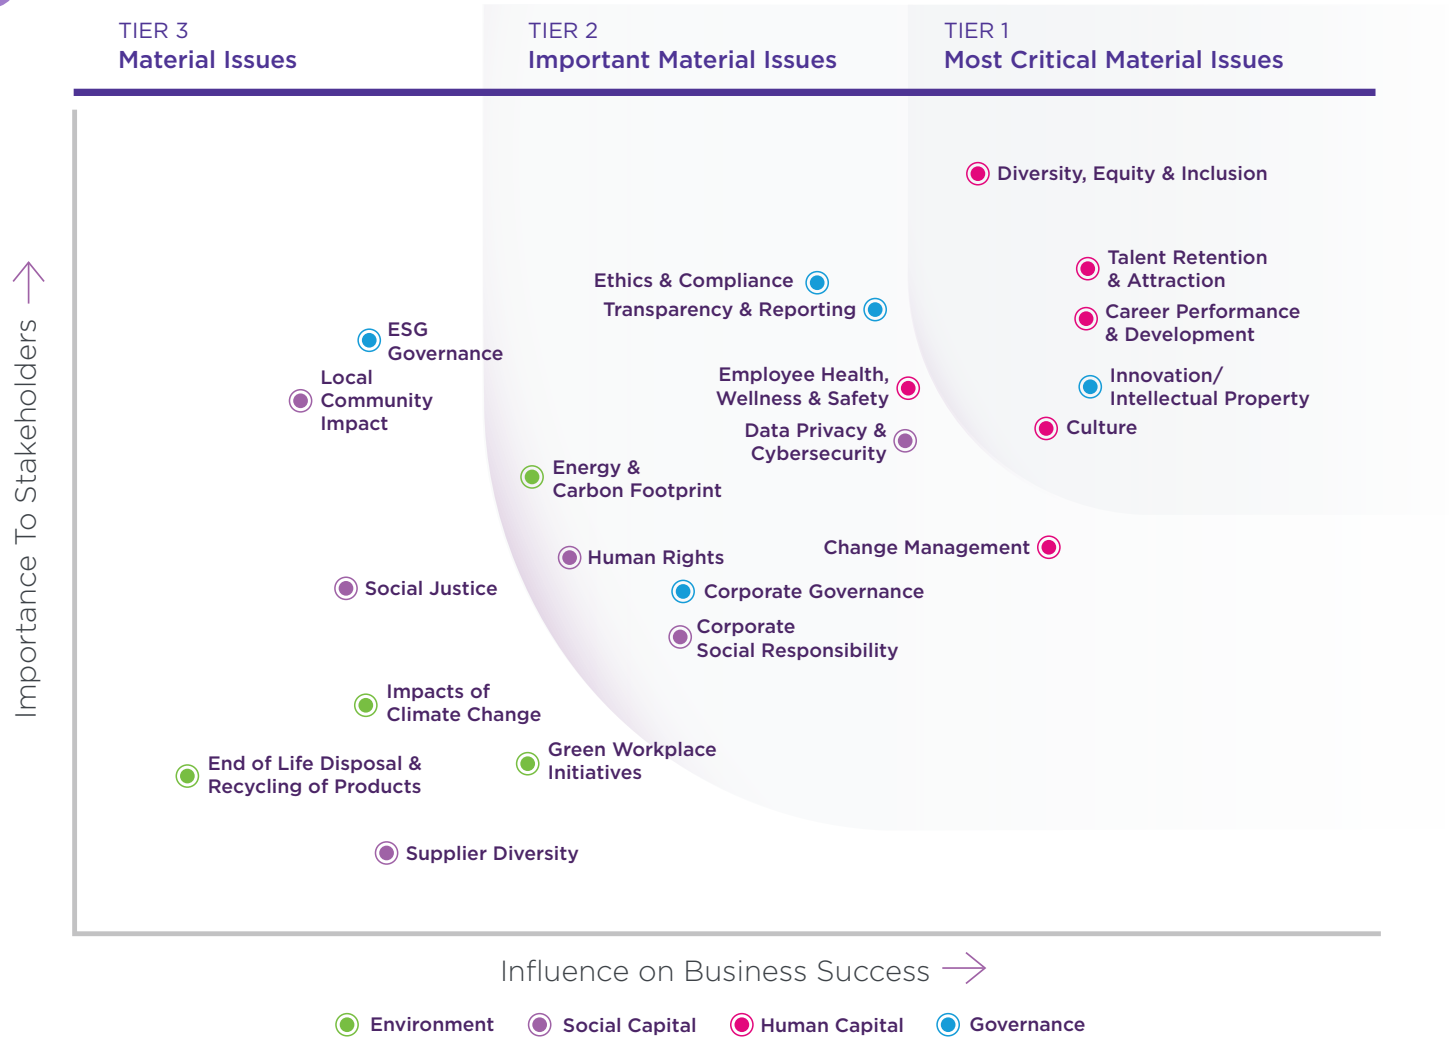 TIER 3
Material Issues
TIER 2
Important Material Issues
TIER 1
Most Critical Material Issues
Importance To Stakeholders
Diversity, Equity & Inclusion
Talent Retention
& Attraction
Career Performance
& Development
Innovation/
Intellectual Property
Culture
Ethics & Compliance
Transparency & Reporting
Employee Health,
Wellness & Safety
Data Privacy &
Cybersecurity
Energy &
Carbon Footprint
Human Rights
Change Management
Corporate Governance
Corporate
Social Responsibility
ESG
Governance
Local
Community
Impact
Social Justice
Impacts of
Climate Change
Green Workplace
Initiatives
End of Life Disposal &
Recycling of Products
Supplier Diversity
Influence on Business Success
Environment
Social Capital
Human Capital
Governance